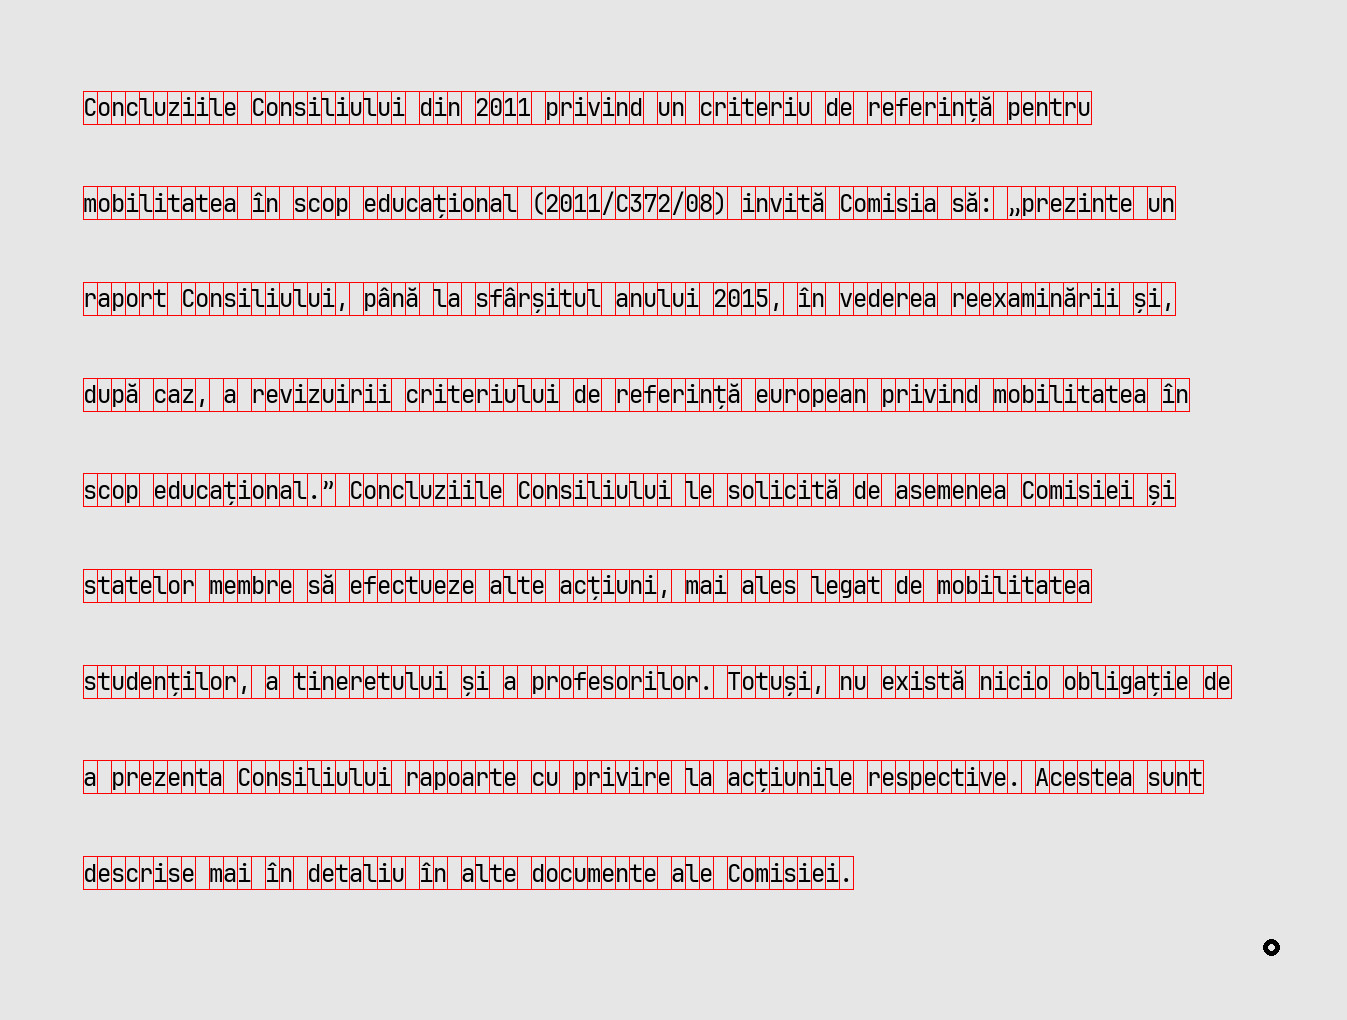 Concluziile Consiliului din 2011 privind un criteriu de referință pentru
mobilitatea în scop educațional (2011/C372/08) invită Comisia să: „prezinte un
raport Consiliului, până la sfârșitul anului 2015, în vederea reexaminării și,
după caz, a revizuirii criteriului de referință european privind mobilitatea în
scop educațional.” Concluziile Consiliului le solicită de asemenea Comisiei și
statelor membre să efectueze alte acțiuni, mai ales legat de mobilitatea
studenților, a tineretului și a profesorilor. Totuși, nu există nicio obligație de
a prezenta Consiliului rapoarte cu privire la acțiunile respective. Acestea sunt
descrise mai în detaliu în alte documente ale Comisiei.